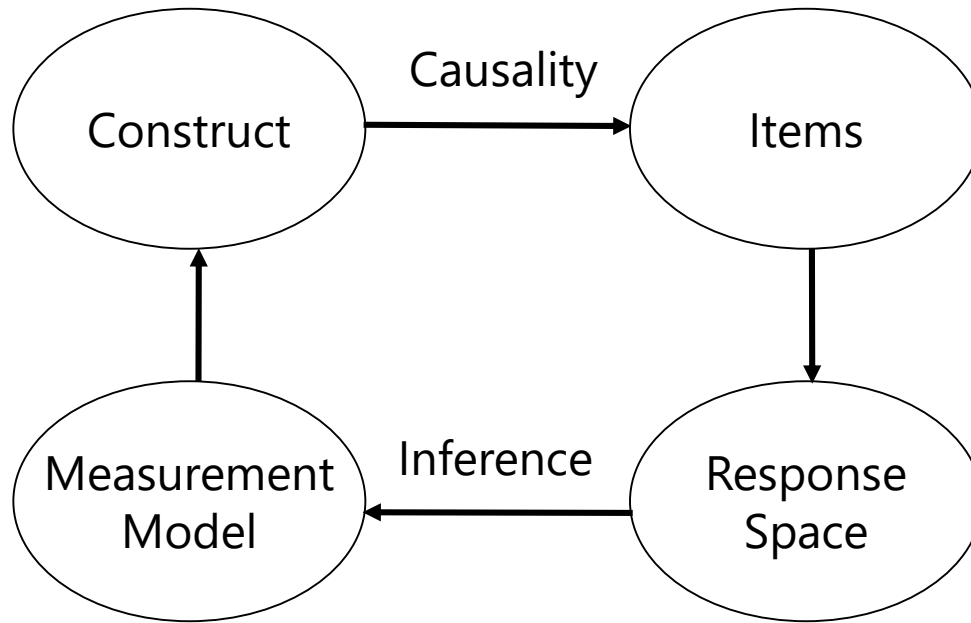 Causality
Construct
Items
Inference
Measurement
Model
Response
Space